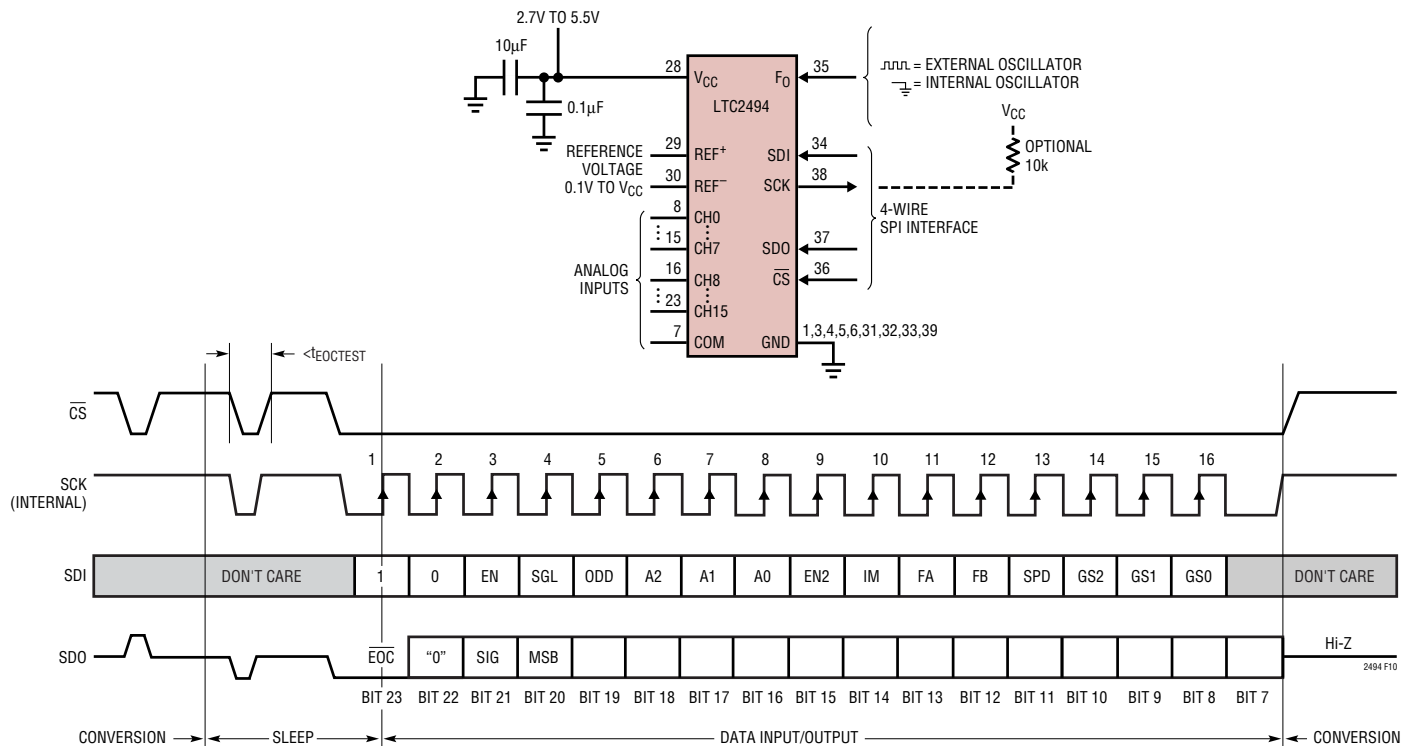 2.7V TO 5.5V
10µF
0.1µF
28
VCC
LTC2494
FO
35
= EXTERNAL OSCILLATOR
= INTERNAL OSCILLATOR
VCC
OPTIONAL
10k
REFERENCE
VOLTAGE
0.1V TO VCC
29
REF+
30
REF–
SDI
34
SCK
38
4-WIRE
SPI INTERFACE
SDO
37
CS
36
ANALOG
INPUTS
8
CH0
15
CH7
16
CH8
23
CH15
7
COM
GND
1,3,4,5,6,31,32,33,39
<tEOCTEST
CS
SCK
(INTERNAL)
1 2 3 4 5 6 7 8 9 10 11 12 13 14 15 16
SDI DON'T CARE 1 0 EN SGL ODD A2 A1 A0 EN2 IM FA FB SPD GS2 GS1 GS0 DON'T CARE
SDO EOC "0" SIG MSB Hi-Z
2494 F10
BIT 23 BIT 22 BIT 21 BIT 20 BIT 19 BIT 18 BIT 17 BIT 16 BIT 15 BIT 14 BIT 13 BIT 12 BIT 11 BIT 10 BIT 9 BIT 8 BIT 7
CONVERSION SLEEP DATA INPUT/OUTPUT CONVERSION